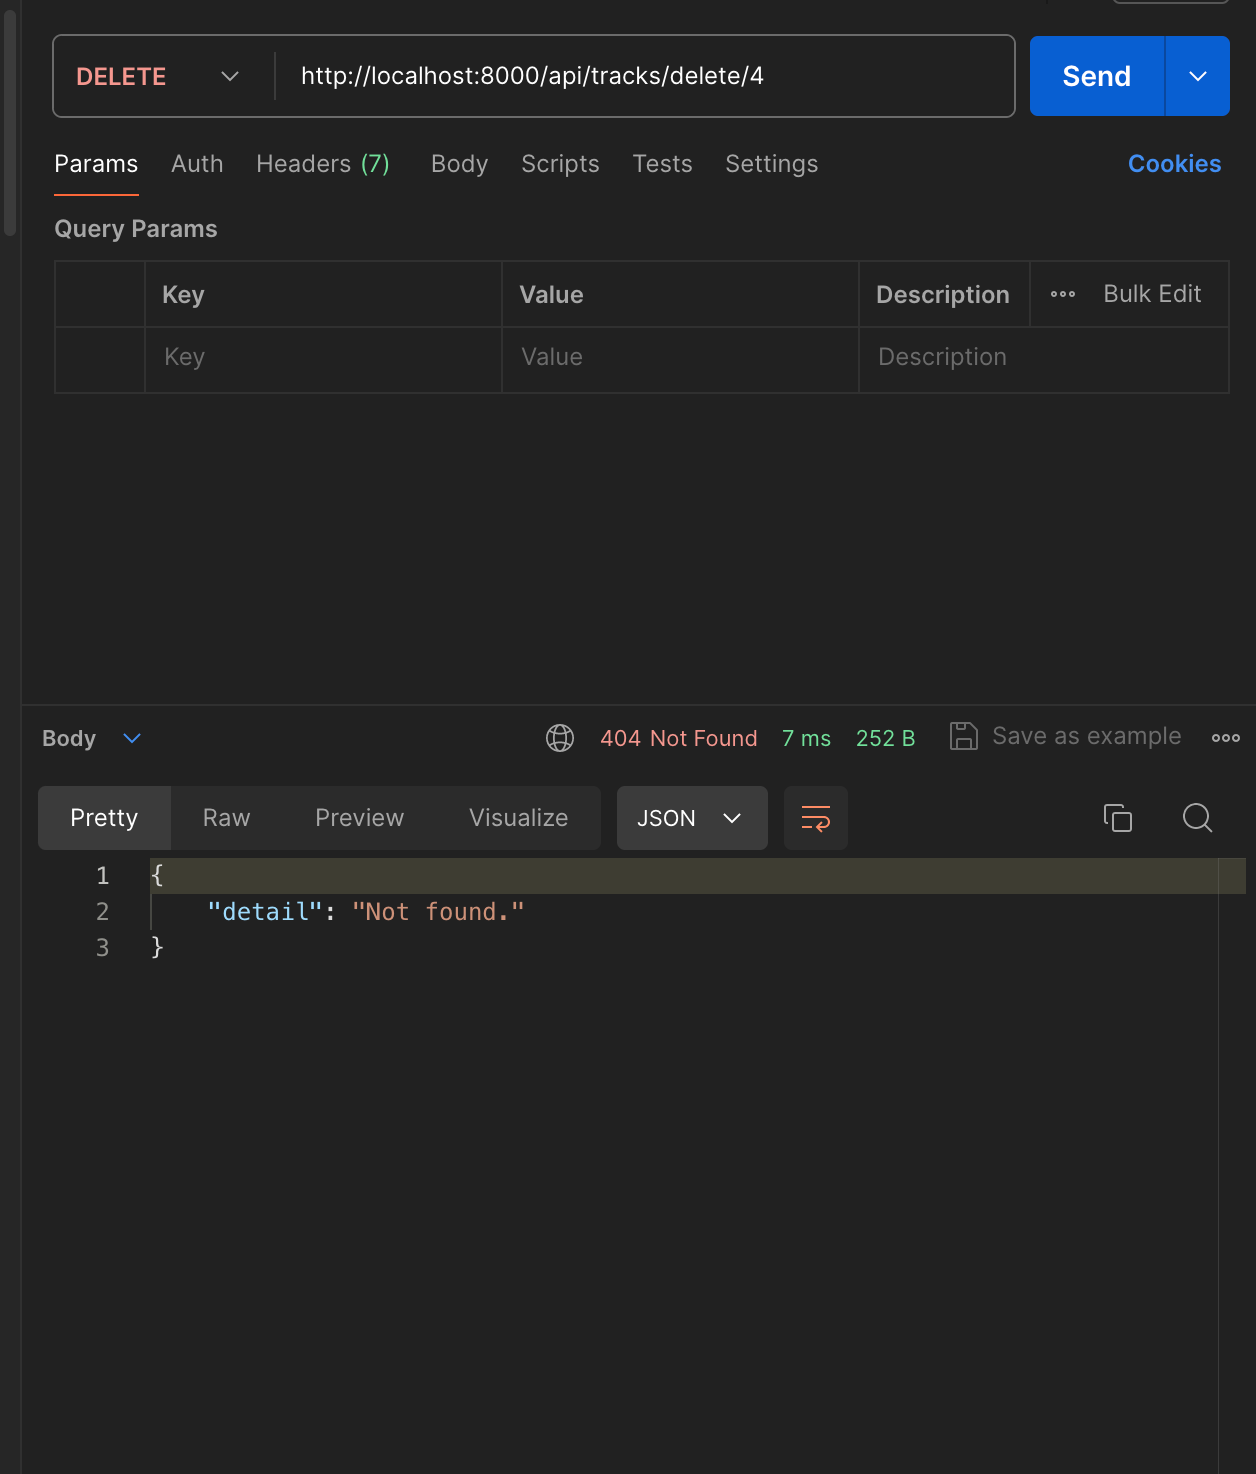 DELETE http://localhost:8000/api/tracks/delete/4 Send
Params Auth Headers (7) Body Scripts Tests Settings Cookies
Query Params
Key Value Description Bulk Edit
Key Value Description
Body 404 Not Found 7 ms 252 B Save as example
Pretty Raw Preview Visualize JSON
1 {
2 "detail": "Not found."
3 }